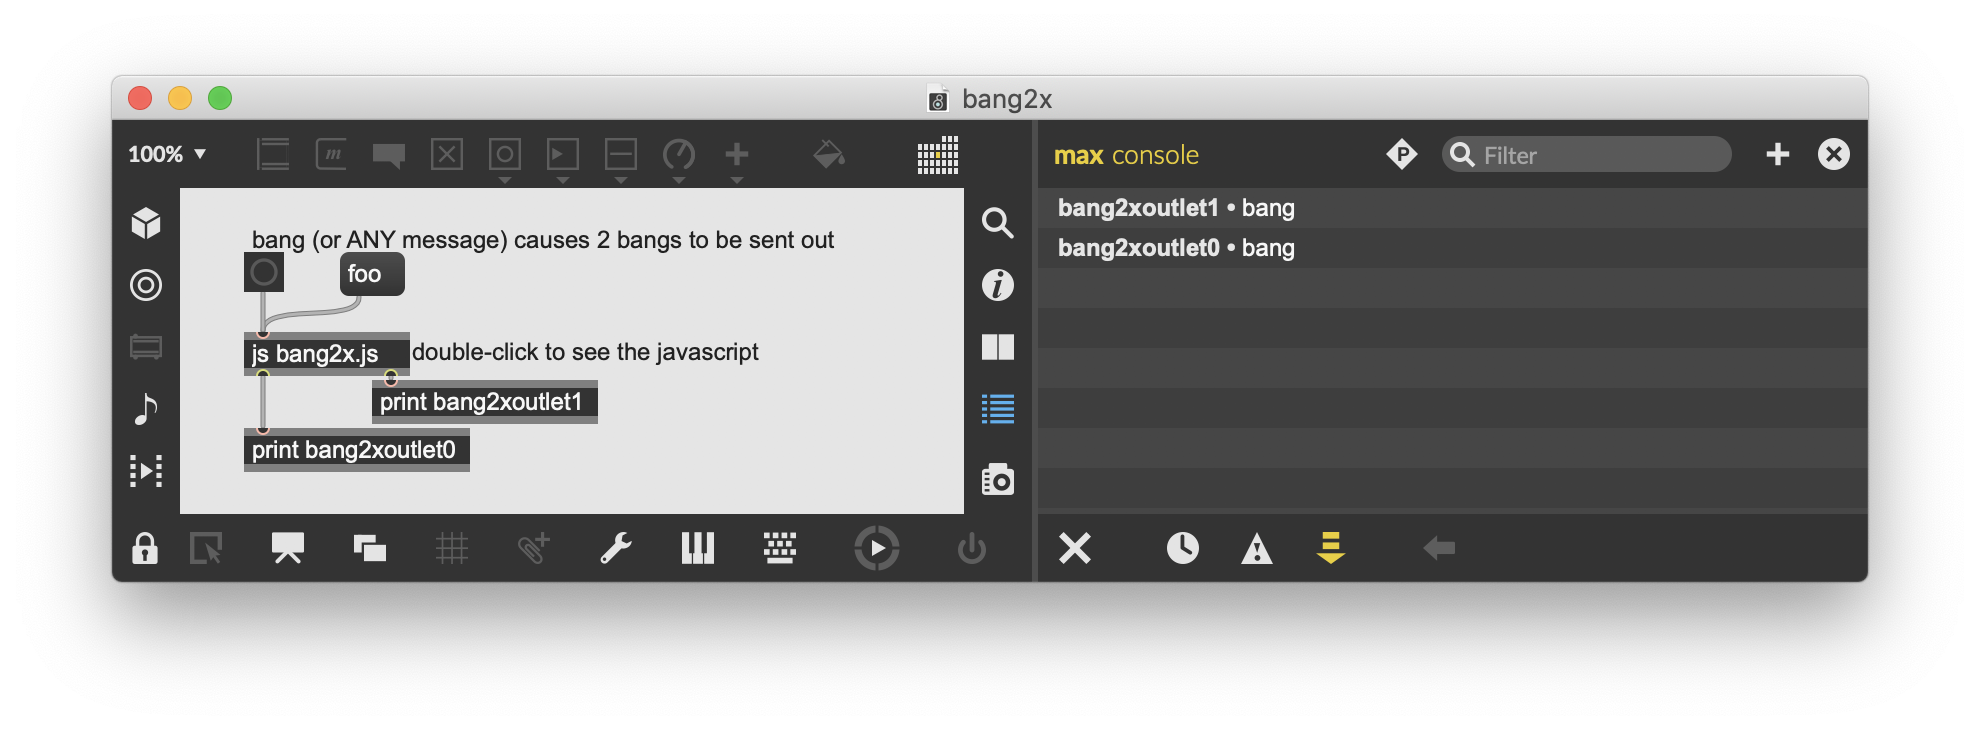 bang2x
100%
m
max console
P
Filter
bang (or ANY message) causes 2 bangs to be sent out
foo
js bang2x.js
double-click to see the javascript
print bang2xoutlet1
print bang2xoutlet0
bang2xoutlet1 • bang
bang2xoutlet0 • bang